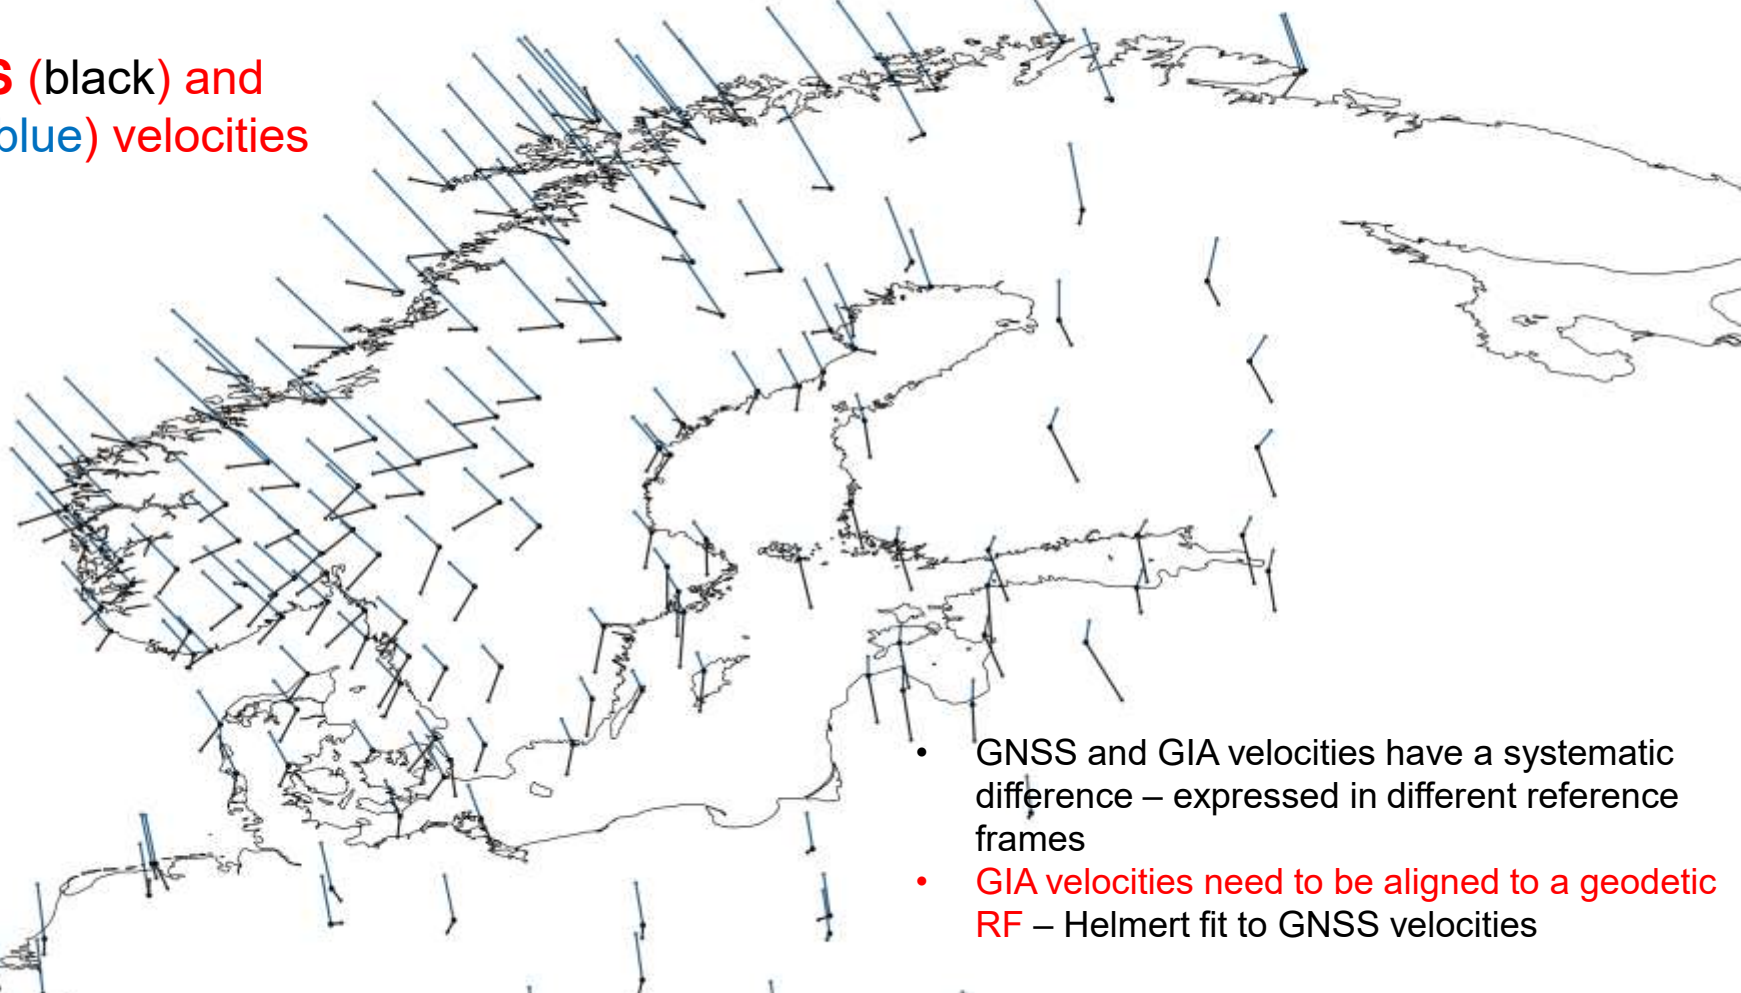 S (black) and
blue) velocities
• GNSS and GIA velocities have a systematic
difference – expressed in different reference
frames
• GIA velocities need to be aligned to a geodetic
RF – Helmert fit to GNSS velocities